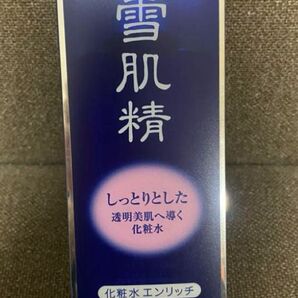 雪肌精
しっとりとした
透明美肌へ導く
化粧水
化粧水 エンリッチ